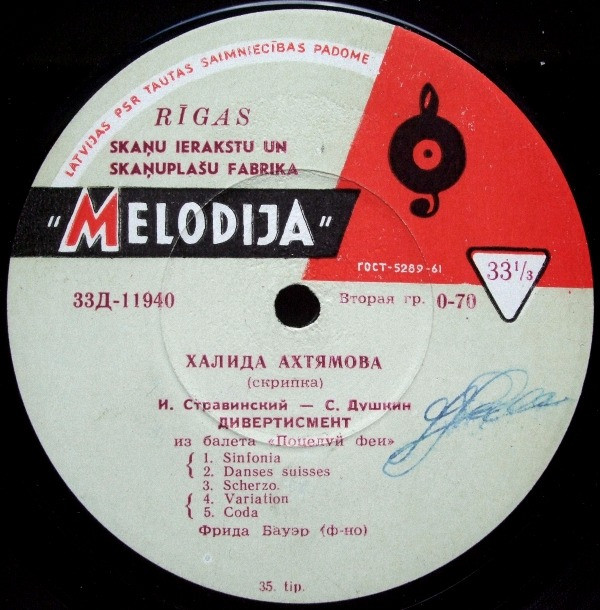 LATVIJAS PSR TAUTAS SAIMNIECĪBAS PADOME
RĪGAS
SKAŅU IERAKSTU UN
SKAŅUPLAŠU FABRIKA
"MELODIJA"
ГОСТ-5289-61
33 1/3
33Д-11940
Вторая гр. 0-70
ХАЛИДА АХТЯМОВА
(скрипка)
И. Стравинский — С. Душкин
ДИВЕРТИСМЕНТ
из балета «Поцелуй феи»
1. Sinfonia
2. Danses suisses
3. Scherzo.
4. Variation
5. Coda
Фрида Бауэр (ф-но)
35. tip.